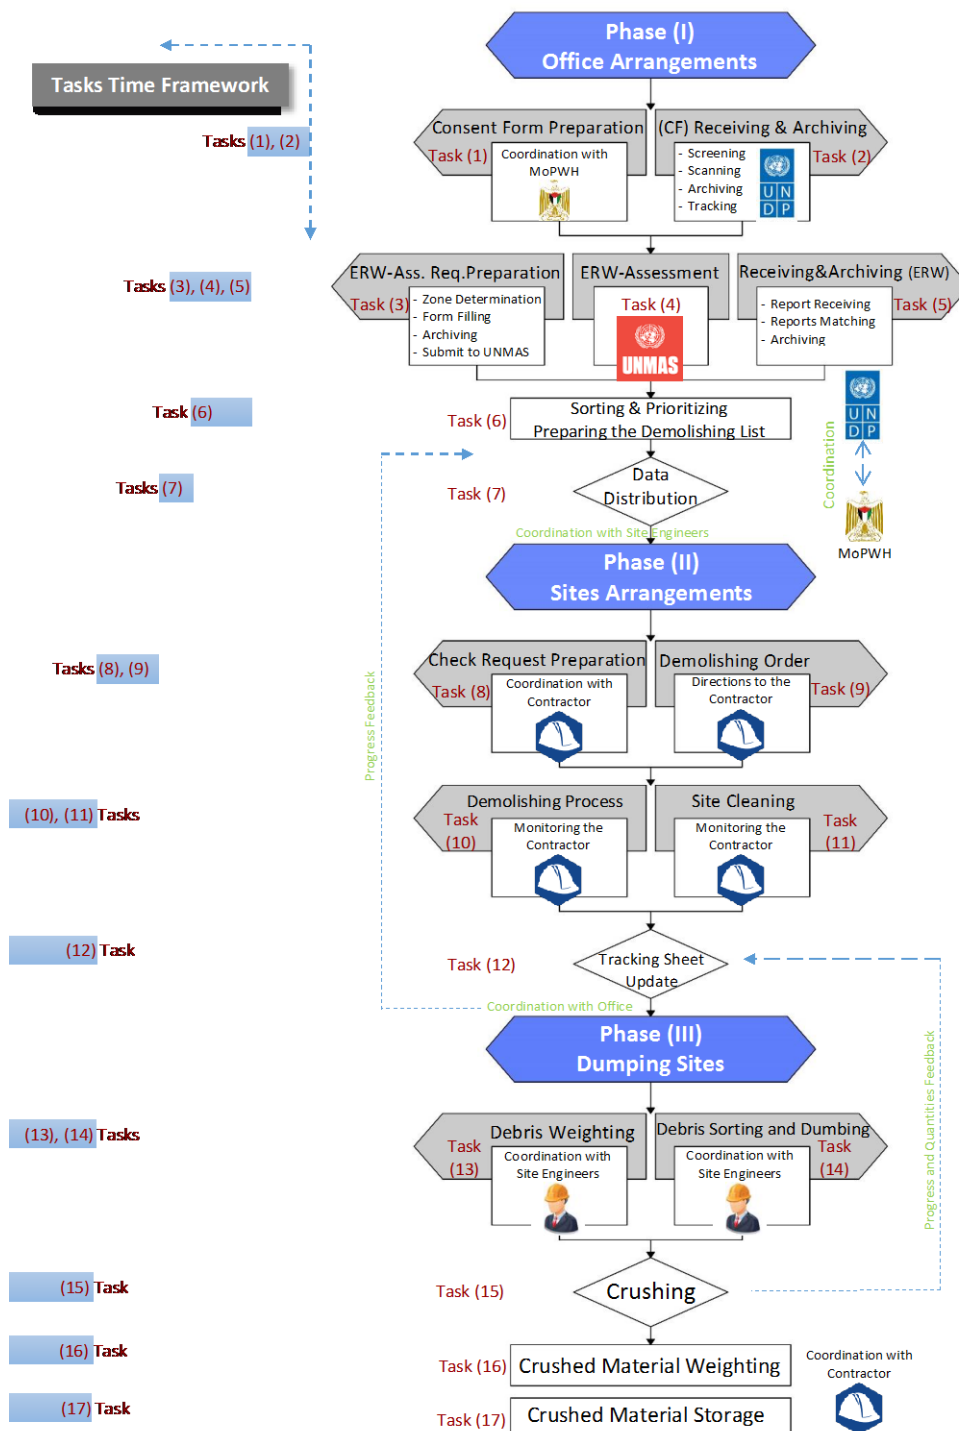 Phase (I)
Office Arrangements
Tasks Time Framework
Tasks (1), (2)
Consent Form Preparation
Task (1)
Coordination with
MoPWH
(CF) Receiving & Archiving
Task (2)
- Screening
- Scanning
- Archiving
- Tracking
UN
DP
Tasks (3), (4), (5)
ERW-Ass. Req.Preparation
Task (3)
- Zone Determination
- Form Filling
- Archiving
- Submit to UNMAS
ERW-Assessment
Task (4)
UNMAS
Receiving&Archiving (ERW)
Task (5)
- Report Receiving
- Reports Matching
- Archiving
Task (6)
Task (6)
Sorting & Prioritizing
Preparing the Demolishing List
UN
DP
Coordination
MoPWH
Tasks (7)
Task (7)
Data
Distribution
Coordination with Site Engineers
Phase (II)
Sites Arrangements
Tasks (8), (9)
Check Request Preparation
Task (8)
Coordination with
Contractor
Demolishing Order
Task (9)
Directions to the
Contractor
Progress Feedback
(10), (11) Tasks
Demolishing Process
Task
(10)
Monitoring the
Contractor
Site Cleaning
Task
(11)
Monitoring the
Contractor
(12) Task
Task (12)
Tracking Sheet
Update
Coordination with Office
Phase (III)
Dumping Sites
(13), (14) Tasks
Debris Weighting
Task
(13)
Coordination with
Site Engineers
Debris Sorting and Dumbing
Task
(14)
Coordination with
Site Engineers
Progress and Quantities Feedback
(15) Task
Task (15)
Crushing
(16) Task
Task (16)
Crushed Material Weighting
Coordination with
Contractor
(17) Task
Task (17)
Crushed Material Storage